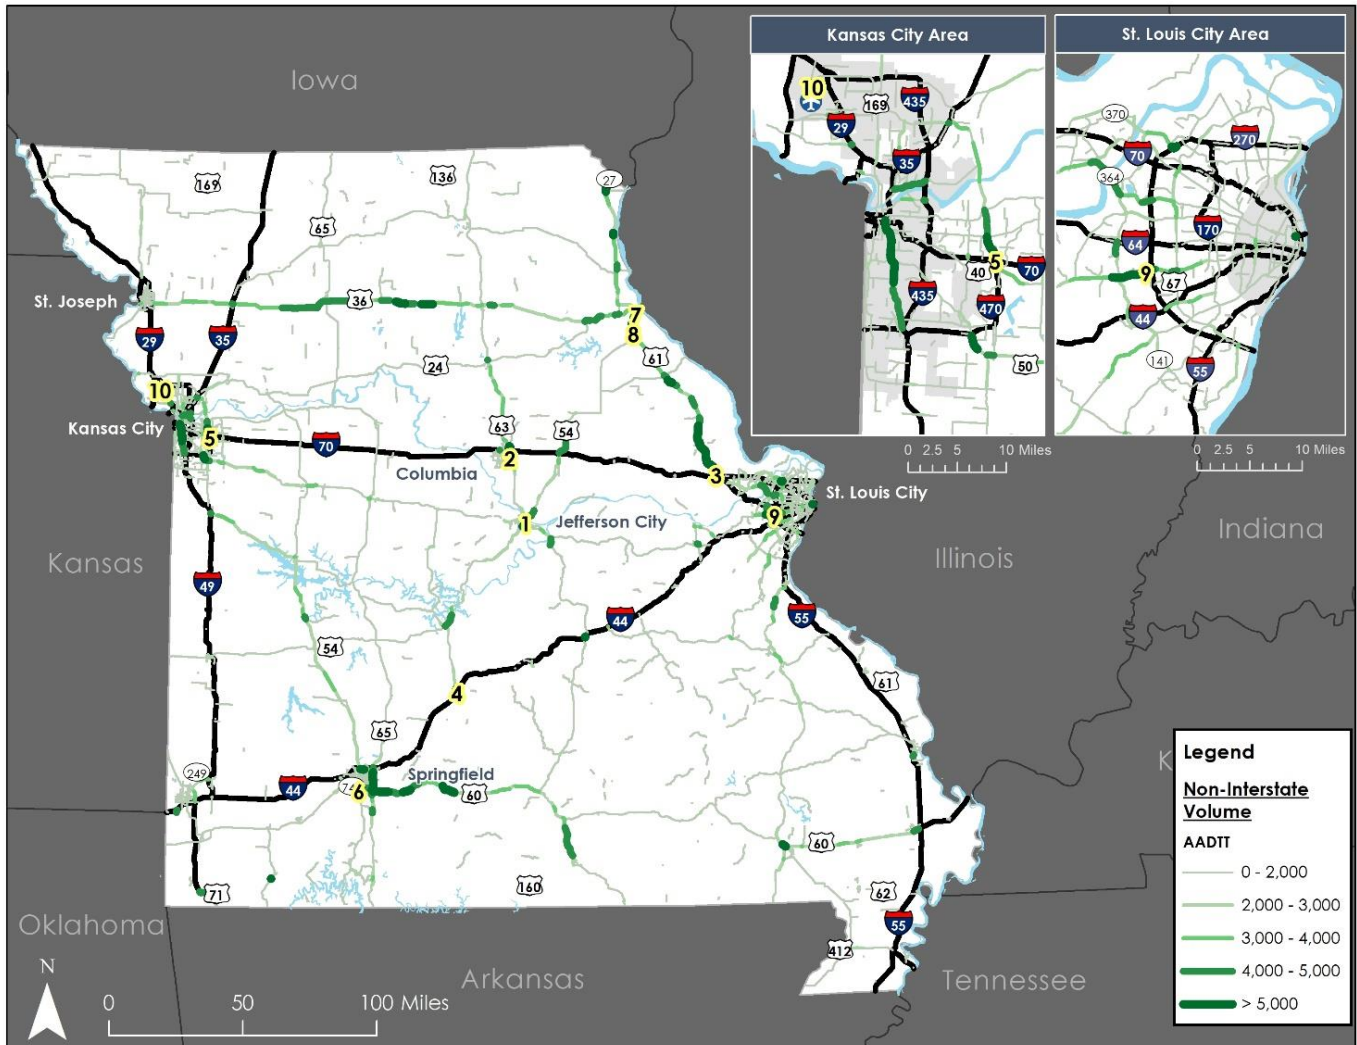 Kansas City Area
St. Louis City Area
10
169
435
29
35
5
40
70
435
470
50
0 2.5 5 10 Miles
370
270
70
364
170
64
9
67
44
141
55
0 2.5 5 10 Miles
Iowa
169
136
27
65
St. Joseph
36
7
8
29
35
24
61
10
Kansas City
5
70
63
54
2
Columbia
3
St. Louis City
1
Jefferson City
9
Kansas
Illinois
Indiana
49
44
55
54
61
4
65
249
44
Springfield
6
60
60
71
160
62
55
412
Oklahoma
Arkansas
Tennessee
K
N
0 50 100 Miles
Legend
Non-Interstate
Volume
AADTT
0 - 2,000
2,000 - 3,000
3,000 - 4,000
4,000 - 5,000
> 5,000